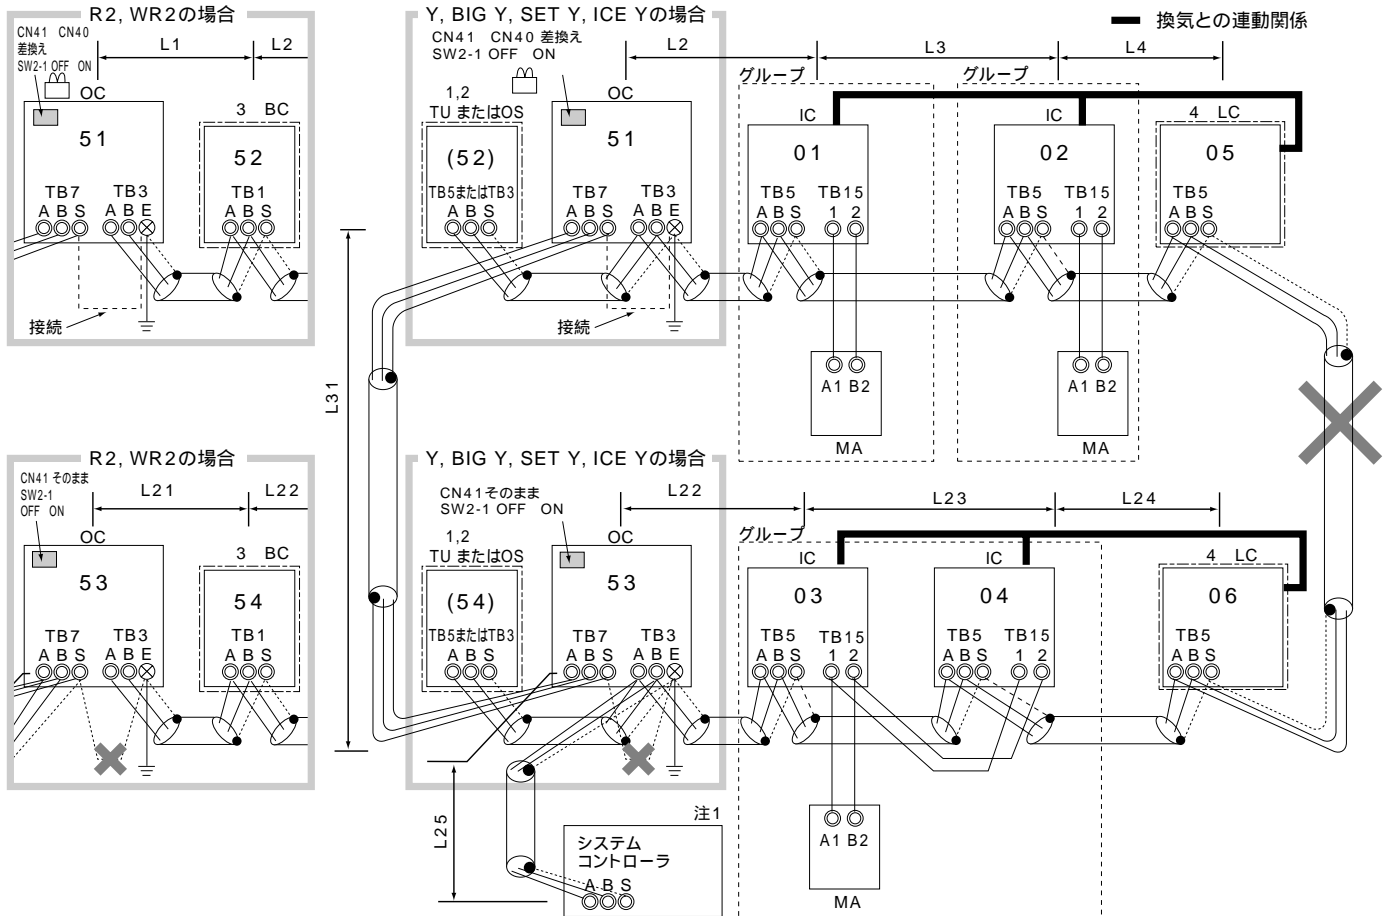 R2, WR2の場合
CN41 CN40
差換え
SW2-1 OFF ON
L1
L2
OC
51
TB7 TB3
A B S A B E
3 BC
52
TB1
A B S
接続
Y, BIG Y, SET Y, ICE Yの場合
CN41 CN40 差換え
SW2-1 OFF ON
L2
1,2
TU またはOS
(52)
TB5またはTB3
A B S
OC
51
TB7 TB3
A B S A B E
接続
換気との連動関係
L3
L4
グループ
IC
01
TB5 TB15
A B S 1 2
A1 B2
MA
グループ
IC
02
TB5 TB15
A B S 1 2
A1 B2
MA
4 LC
05
TB5
A B S
L31
R2, WR2の場合
CN41 そのまま
SW2-1
OFF ON
L21
L22
OC
53
TB7 TB3
A B S A B E
3 BC
54
TB1
A B S
Y, BIG Y, SET Y, ICE Yの場合
CN41そのまま
SW2-1 OFF ON
L22
1,2
TU またはOS
(54)
TB5またはTB3
A B S
OC
53
TB7 TB3
A B S A B E
L23
L24
グループ
IC
03
TB5 TB15
A B S 1 2
IC
04
TB5 TB15
A B S 1 2
4 LC
06
TB5
A B S
A1 B2
MA
L25
注1
システム
コントローラ
A B S